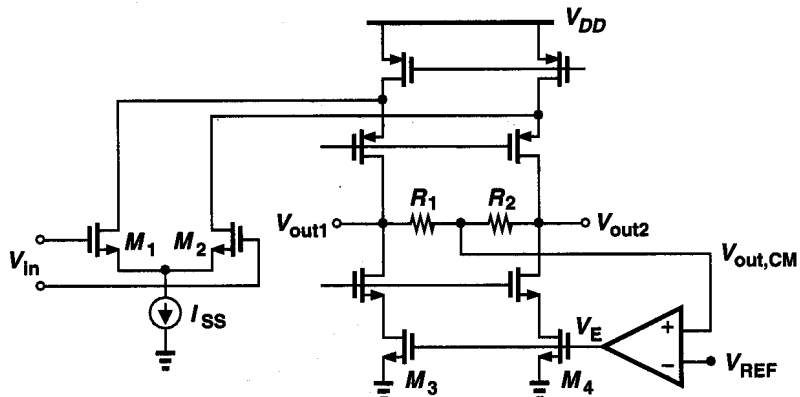 V_DD
R_1 R_2
V_out1 V_out2
M_1 M_2
V_in
V_out,CM
I_SS
V_E
+
−
V_REF
M_3 M_4